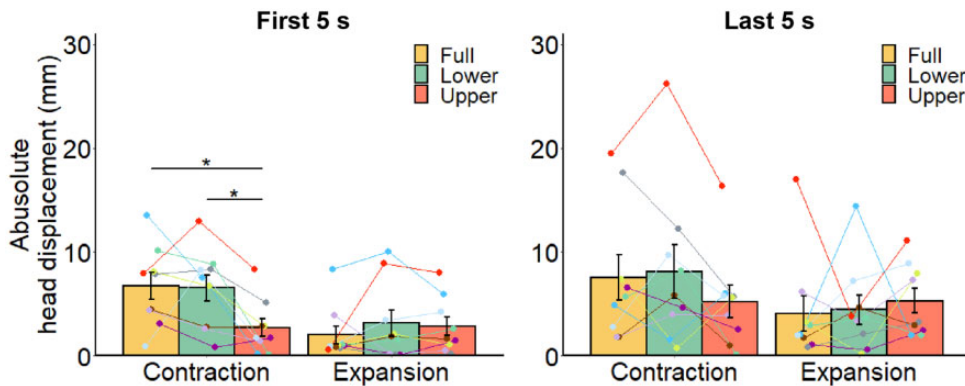 First 5 s
Last 5 s
Abusolute
head displacement (mm)
30
20
10
0
Full
Lower
Upper
*
*
Contraction
Expansion
30
20
10
0
Full
Lower
Upper
Contraction
Expansion